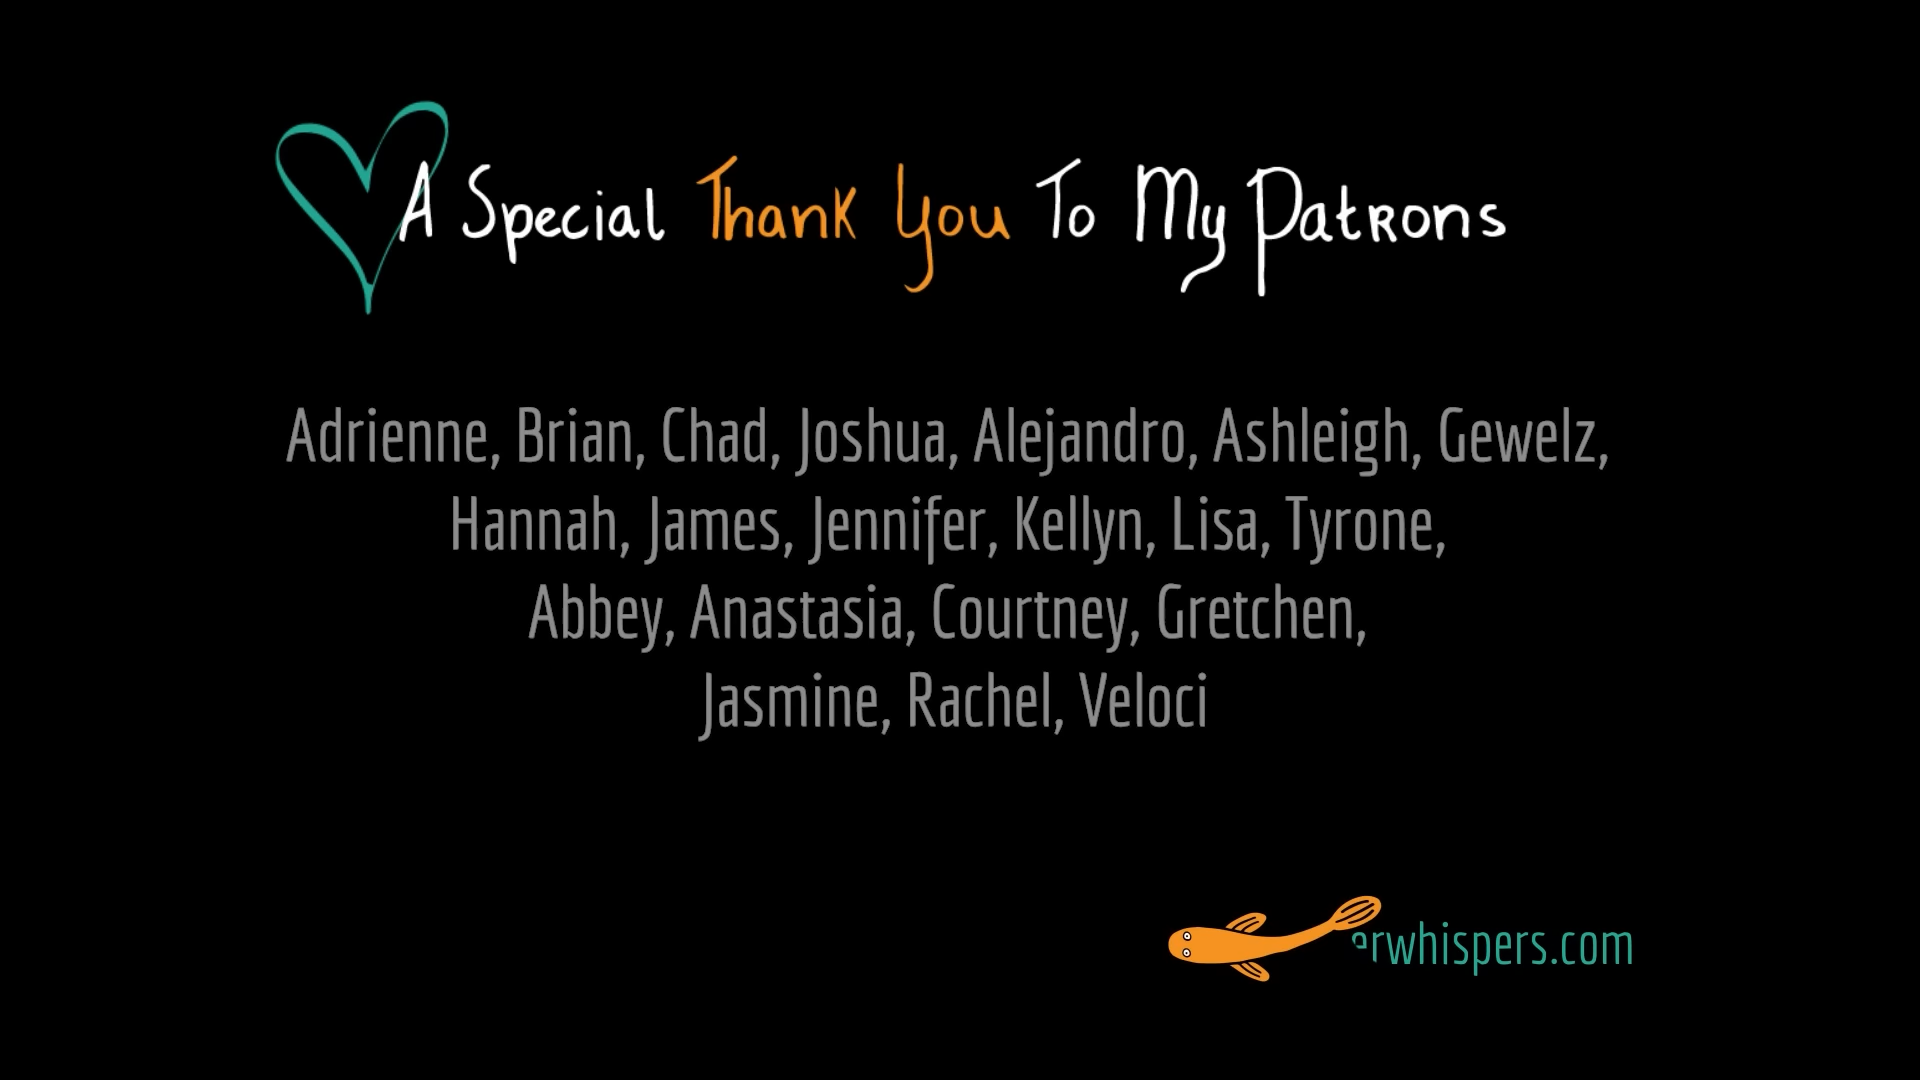 A Special Thank You To My Patrons
Adrienne, Brian, Chad, Joshua, Alejandro, Ashleigh, Gewelz,
Hannah, James, Jennifer, Kellyn, Lisa, Tyrone,
Abbey, Anastasia, Courtney, Gretchen,
Jasmine, Rachel, Veloci
erwhispers.com